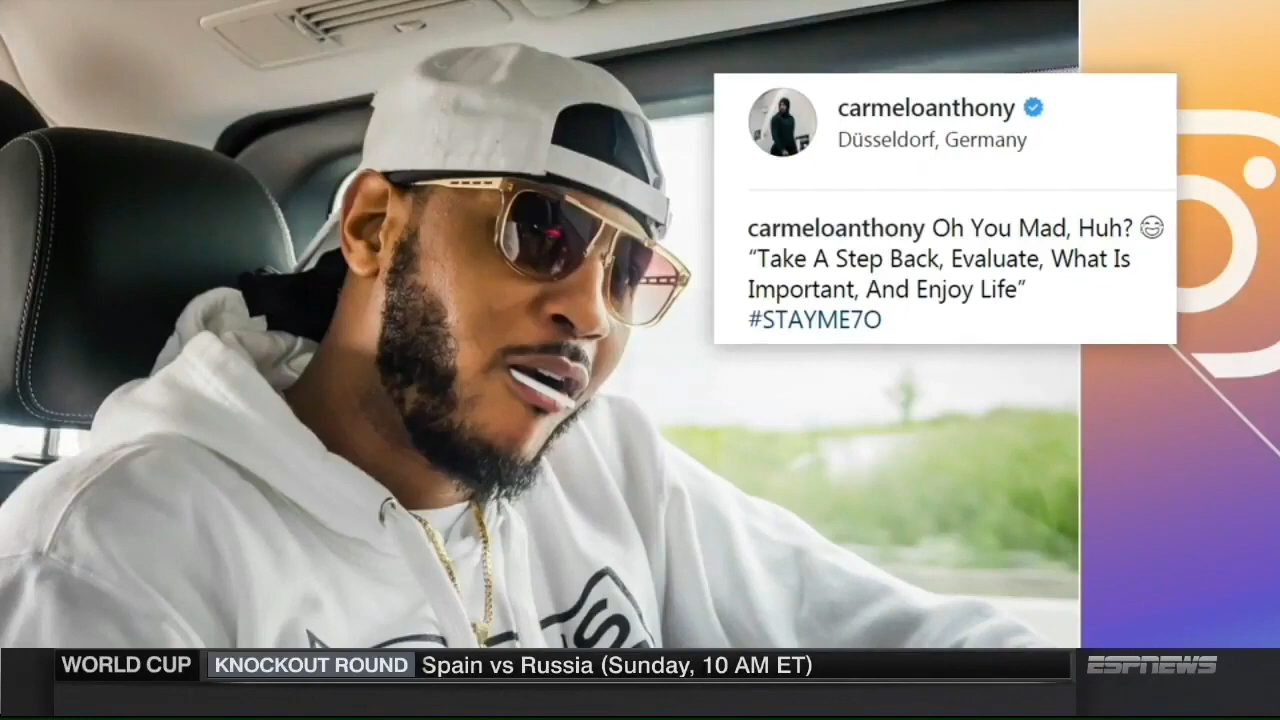 carmeloanthony
Düsseldorf, Germany
carmeloanthony Oh You Mad, Huh? 😅
“Take A Step Back, Evaluate, What Is
Important, And Enjoy Life”
#STAYME7O
WORLD CUP
KNOCKOUT ROUND Spain vs Russia (Sunday, 10 AM ET)
ESPNEWS